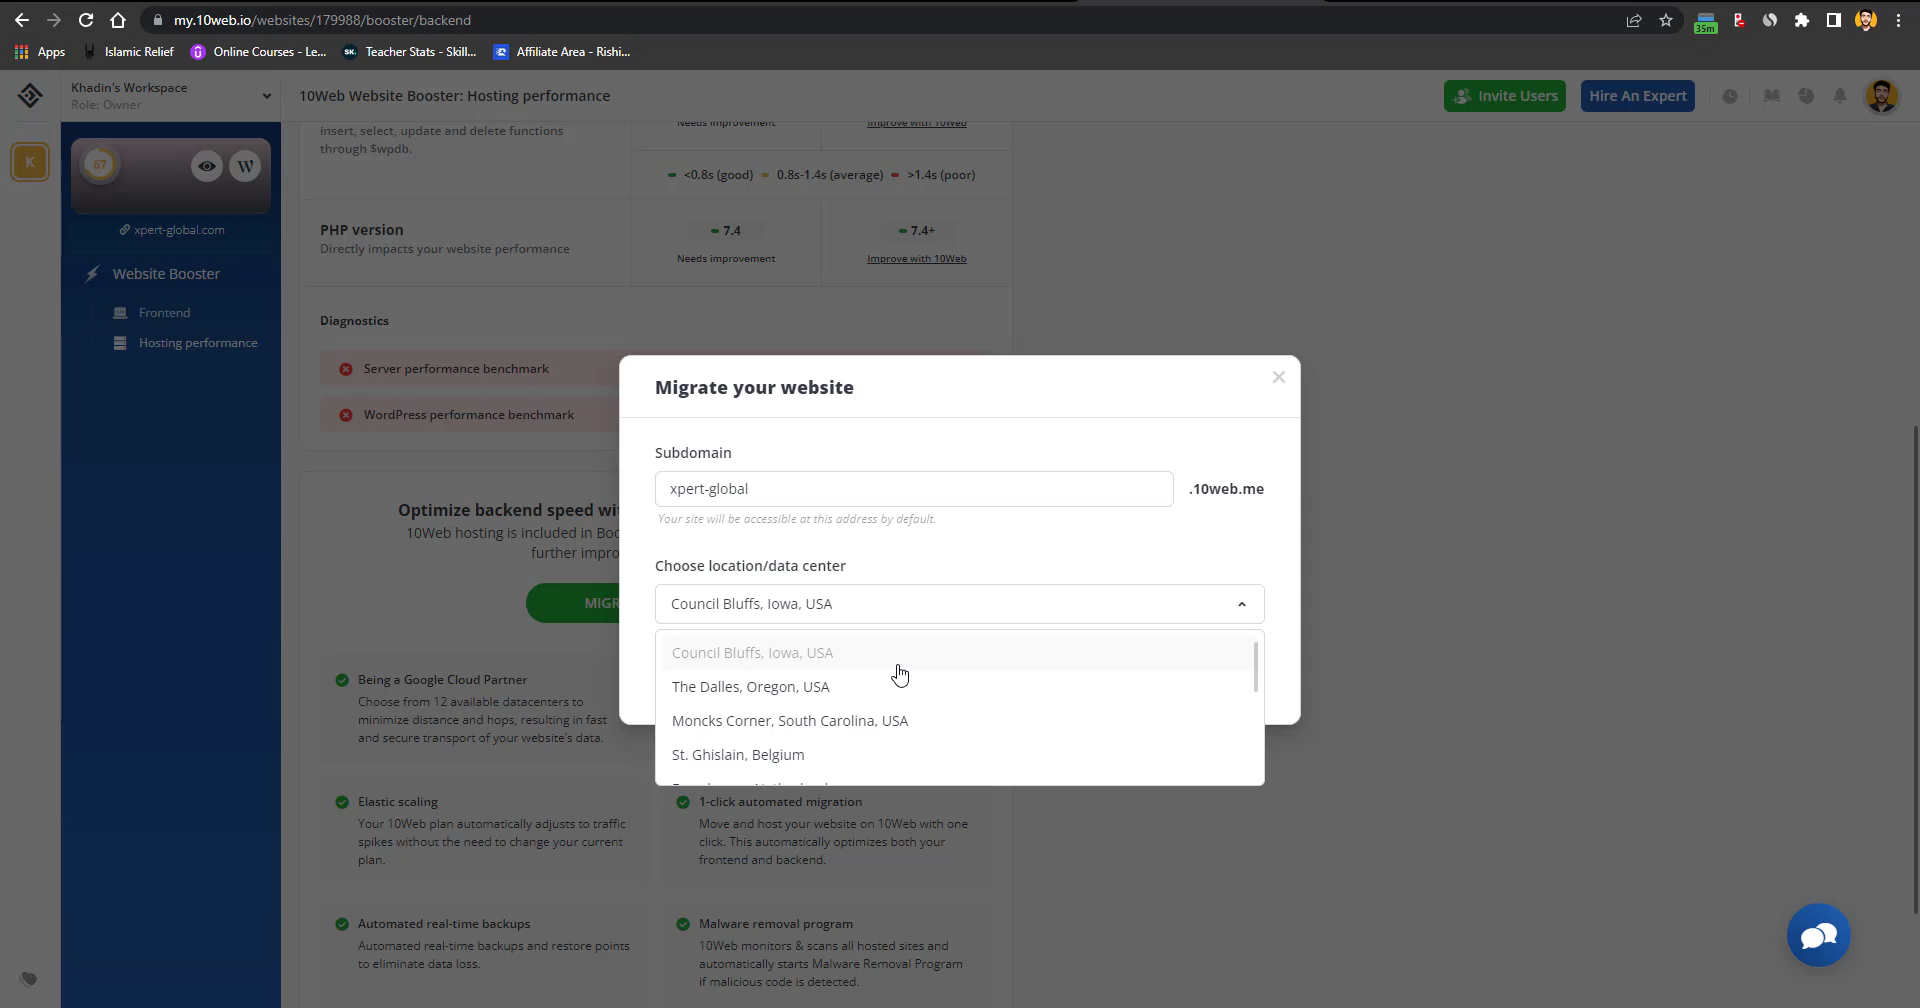 my.10web.io/websites/179988/booster/backend
35m
Apps
Islamic Relief
Online Courses - Le...
SK.
Teacher Stats - Skill...
Affiliate Area - Rishi...
Khadin's Workspace
Role: Owner
10Web Website Booster: Hosting performance
Invite Users
Hire An Expert
K
67
W
xpert-global.com
Website Booster
Frontend
Hosting performance
insert, select, update and delete functions
through $wpdb.
Needs improvement
Improve with 10Web
<0.8s (good)
0.8s-1.4s (average)
>1.4s (poor)
PHP version
Directly impacts your website performance
7.4
Needs improvement
7.4+
Improve with 10Web
Diagnostics
Server performance benchmark
WordPress performance benchmark
Migrate your website
Subdomain
xpert-global
.10web.me
Your site will be accessible at this address by default.
Choose location/data center
Council Bluffs, Iowa, USA
Council Bluffs, Iowa, USA
The Dalles, Oregon, USA
Moncks Corner, South Carolina, USA
St. Ghislain, Belgium
Optimize backend speed wit
10Web hosting is included in Boo
further impro
MIGR
Being a Google Cloud Partner
Choose from 12 available datacenters to
minimize distance and hops, resulting in fast
and secure transport of your website's data.
Elastic scaling
Your 10Web plan automatically adjusts to traffic
spikes without the need to change your current
plan.
1-click automated migration
Move and host your website on 10Web with one
click. This automatically optimizes both your
frontend and backend.
Automated real-time backups
Automated real-time backups and restore points
to eliminate data loss.
Malware removal program
10Web monitors & scans all hosted sites and
automatically starts Malware Removal Program
if malicious code is detected.